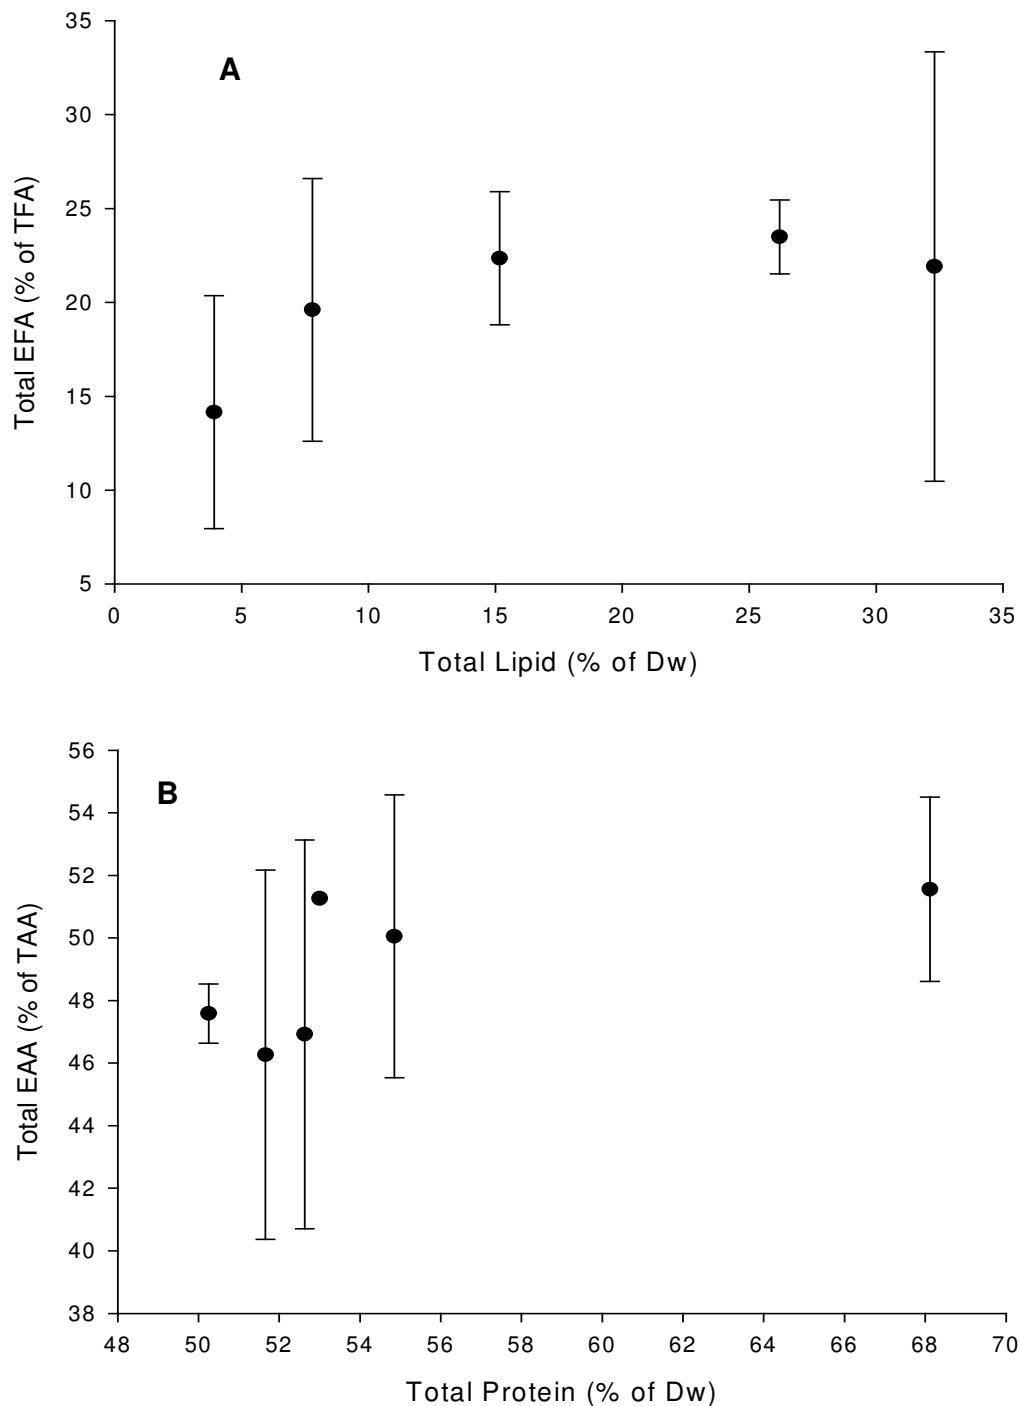 35
A
30
25
20
15
10
5
Total EFA (% of TFA)
0 5 10 15 20 25 30 35
Total Lipid (% of Dw)
56
B
54
52
50
48
46
44
42
40
38
Total EAA (% of TAA)
48 50 52 54 56 58 60 62 64 66 68 70
Total Protein (% of Dw)